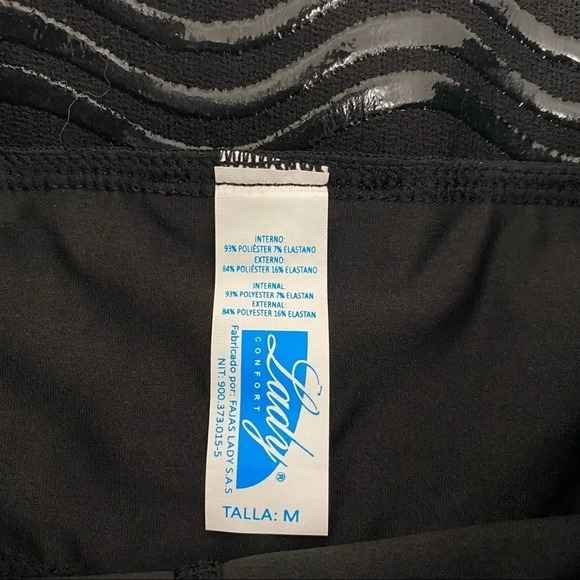 INTERNO:
93% POLIÉSTER 7% ELASTANO
EXTERNO:
84% POLIÉSTER 16% ELASTANO
INTERNAL:
93% POLYESTER 7% ELASTAN
EXTERNAL:
84% POLYESTER 16% ELASTAN
Lady®
CONFORT
Fabricado por: FAJAS LADY S.A.S
NIT: 900.373.015-5
TALLA: M